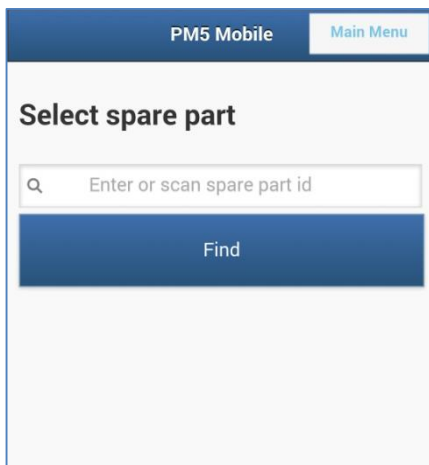 PM5 Mobile
Main Menu
Select spare part
Enter or scan spare part id
Find